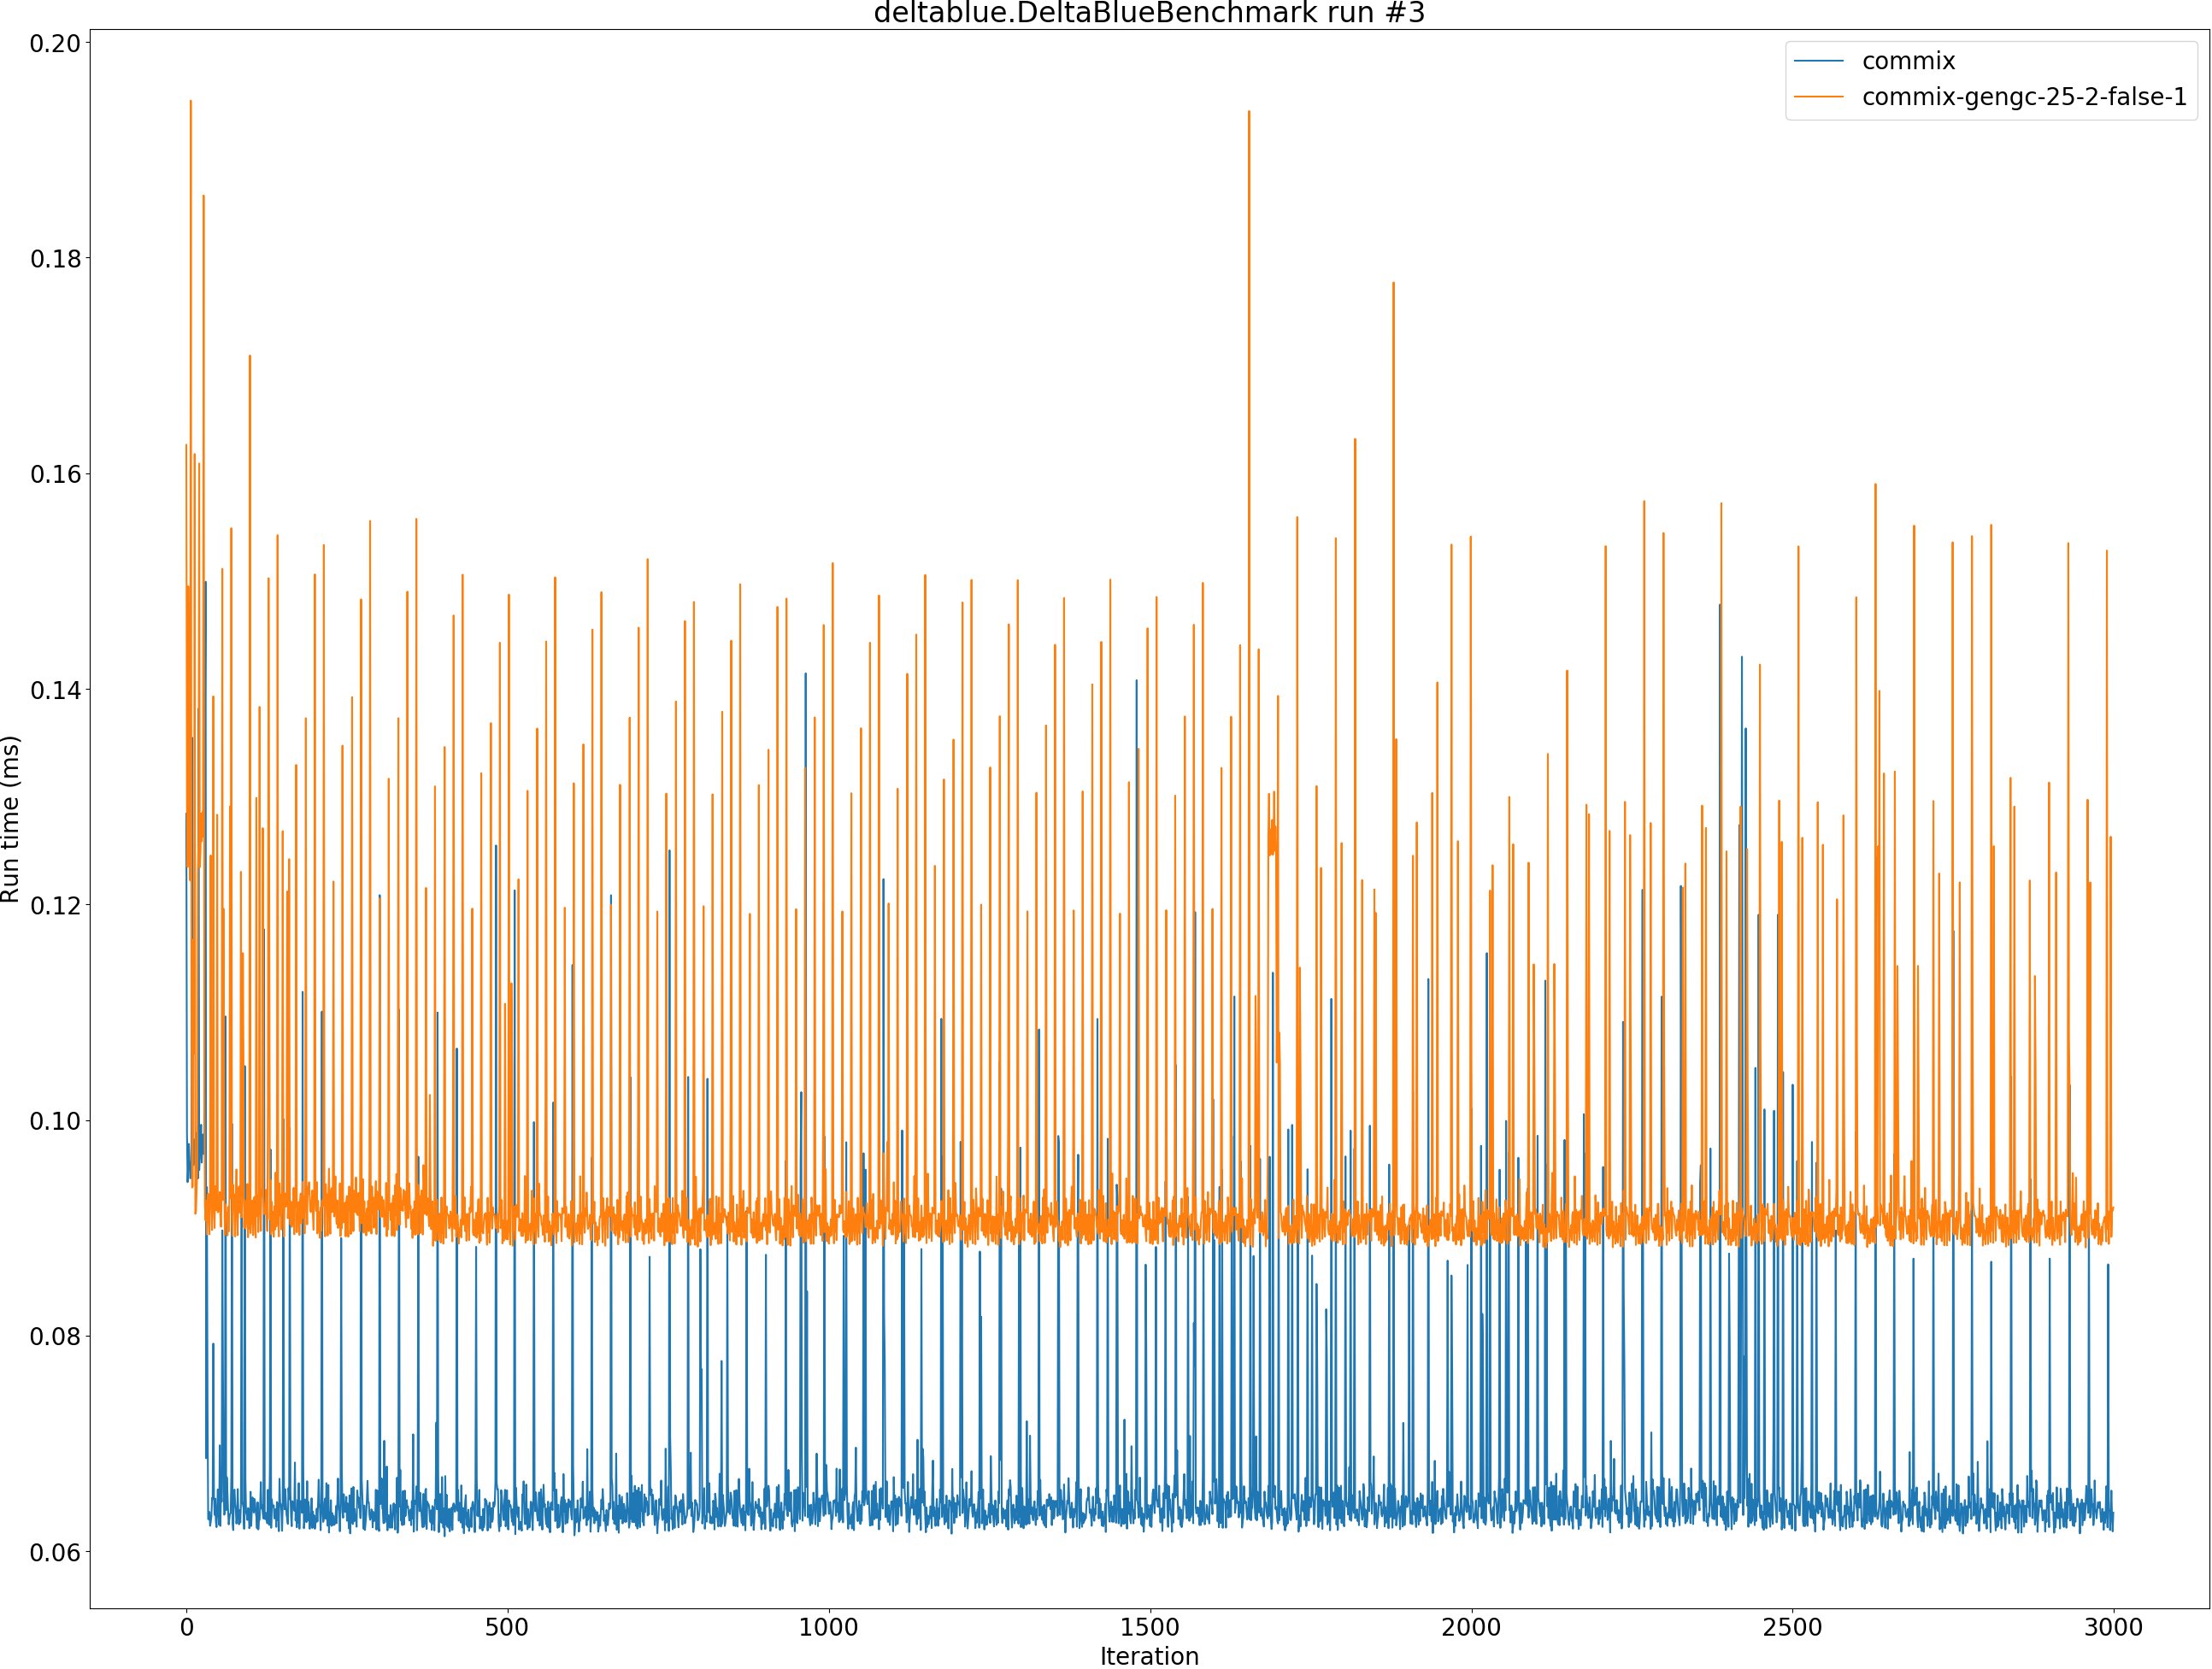 deltablue.DeltaBlueBenchmark run #3
commix
commix-gengc-25-2-false-1
Run time (ms)
0.20
0.18
0.16
0.14
0.12
0.10
0.08
0.06
0 500 1000 1500 2000 2500 3000
Iteration